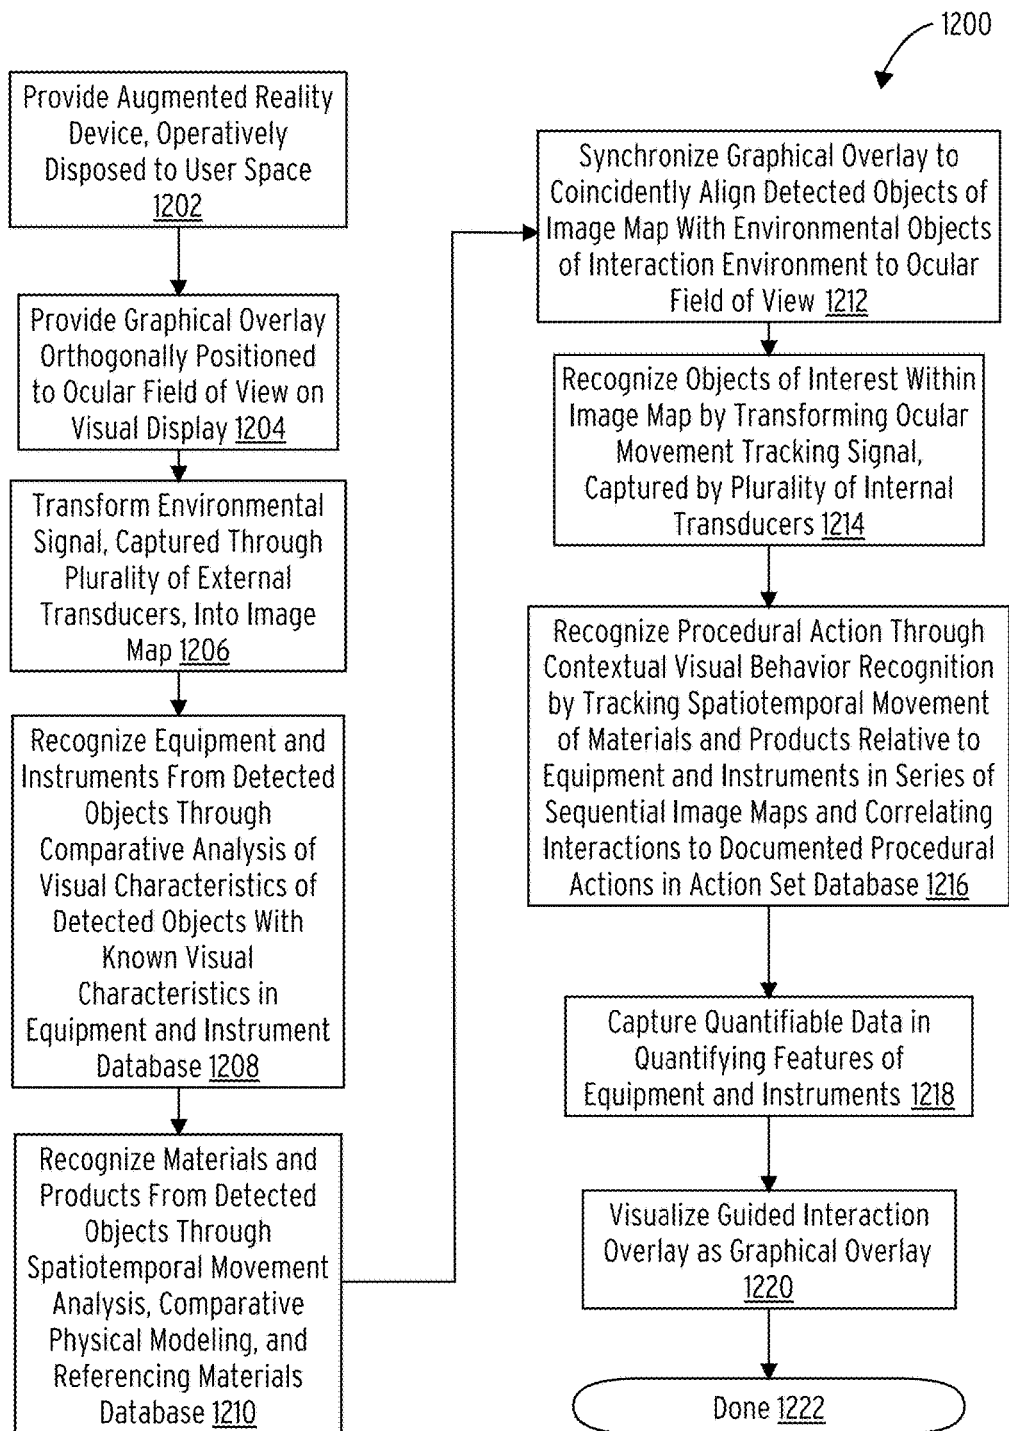 1200
Provide Augmented Reality
Device, Operatively
Disposed to User Space
1202
Provide Graphical Overlay
Orthogonally Positioned
to Ocular Field of View on
Visual Display 1204
Transform Environmental
Signal, Captured Through
Plurality of External
Transducers, Into Image
Map 1206
Recognize Equipment and
Instruments From Detected
Objects Through
Comparative Analysis of
Visual Characteristics of
Detected Objects With
Known Visual
Characteristics in
Equipment and Instrument
Database 1208
Recognize Materials and
Products From Detected
Objects Through
Spatiotemporal Movement
Analysis, Comparative
Physical Modeling, and
Referencing Materials
Database 1210
Synchronize Graphical Overlay to
Coincidently Align Detected Objects of
Image Map With Environmental Objects
of Interaction Environment to Ocular
Field of View 1212
Recognize Objects of Interest Within
Image Map by Transforming Ocular
Movement Tracking Signal,
Captured by Plurality of Internal
Transducers 1214
Recognize Procedural Action Through
Contextual Visual Behavior Recognition
by Tracking Spatiotemporal Movement
of Materials and Products Relative to
Equipment and Instruments in Series of
Sequential Image Maps and Correlating
Interactions to Documented Procedural
Actions in Action Set Database 1216
Capture Quantifiable Data in
Quantifying Features of
Equipment and Instruments 1218
Visualize Guided Interaction
Overlay as Graphical Overlay
1220
Done 1222